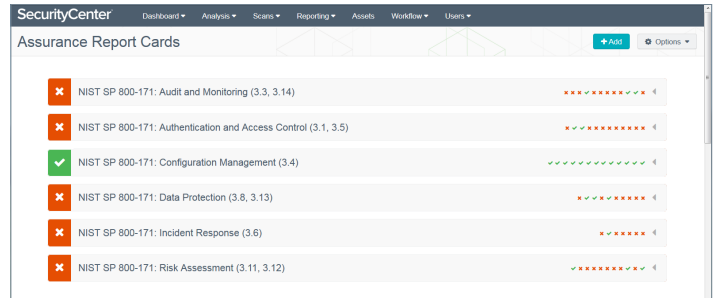 SecurityCenter Dashboard Analysis Scans Reporting Assets Workflow Users
Assurance Report Cards + Add Options
NIST SP 800-171: Audit and Monitoring (3.3, 3.14)
NIST SP 800-171: Authentication and Access Control (3.1, 3.5)
NIST SP 800-171: Configuration Management (3.4)
NIST SP 800-171: Data Protection (3.8, 3.13)
NIST SP 800-171: Incident Response (3.6)
NIST SP 800-171: Risk Assessment (3.11, 3.12)